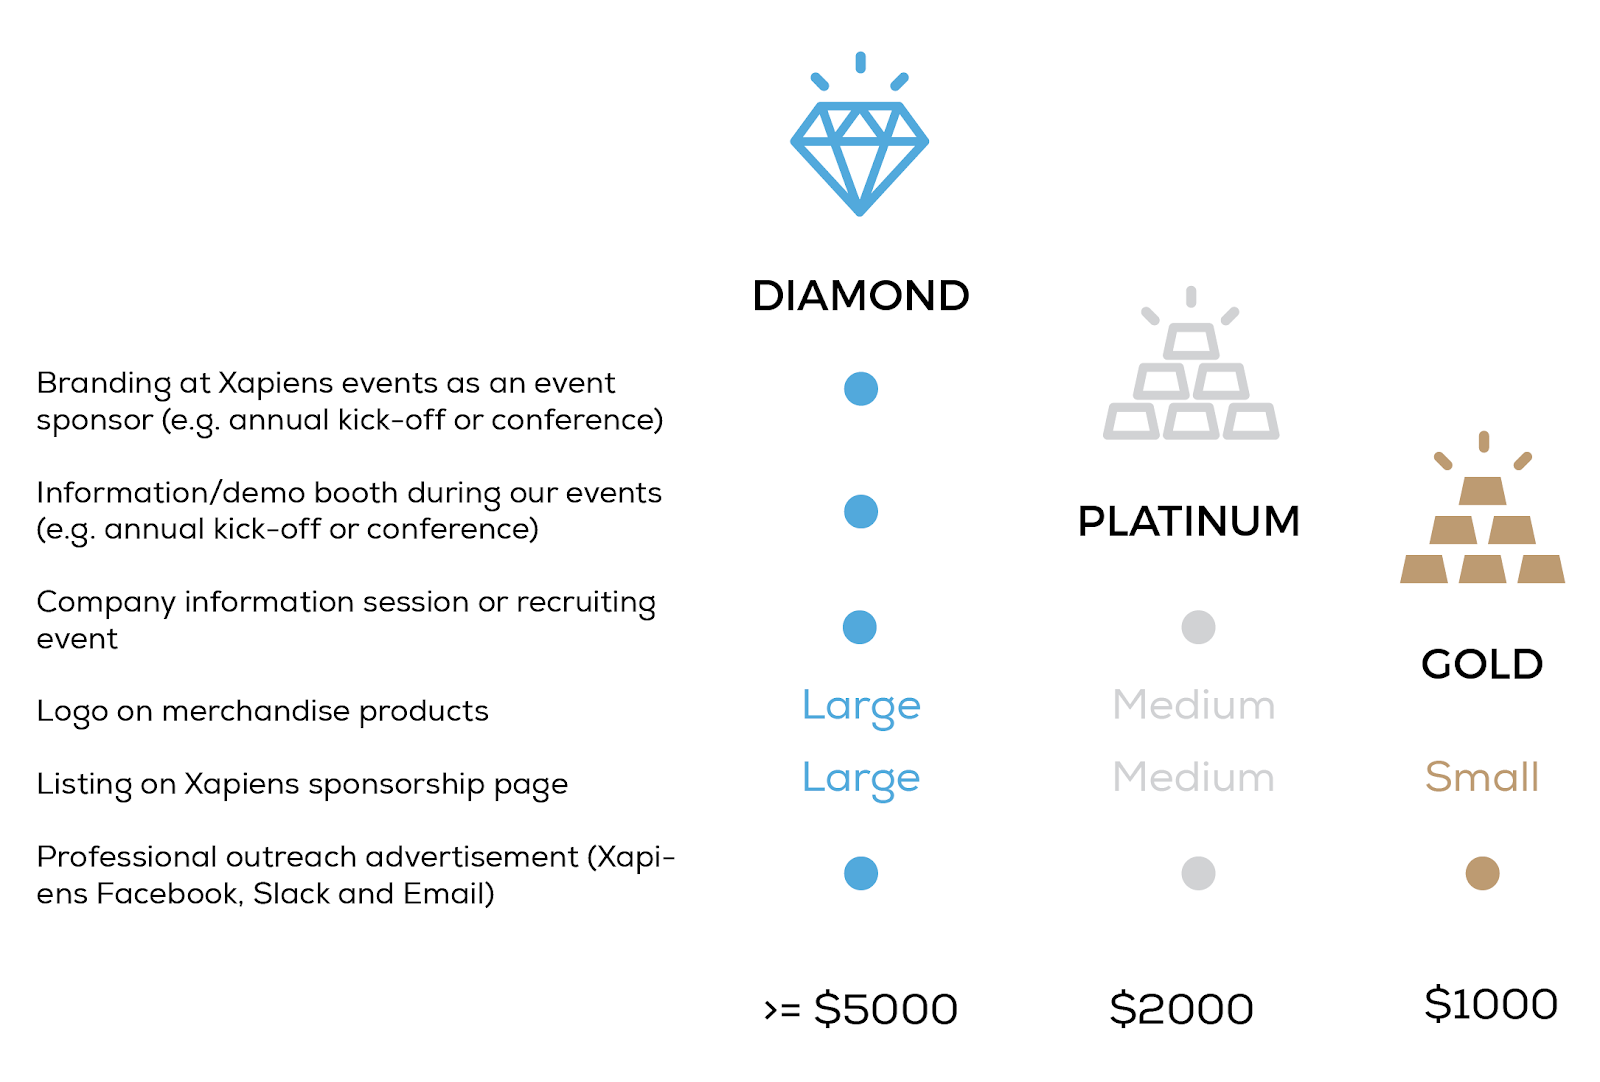 DIAMOND
Branding at Xapiens events as an event
sponsor (e.g. annual kick-off or conference)
Information/demo booth during our events
(e.g. annual kick-off or conference)
PLATINUM
Company information session or recruiting
event
GOLD
Logo on merchandise products Large Medium
Listing on Xapiens sponsorship page Large Medium Small
Professional outreach advertisement (Xapi-
ens Facebook, Slack and Email)
>= $5000 $2000 $1000